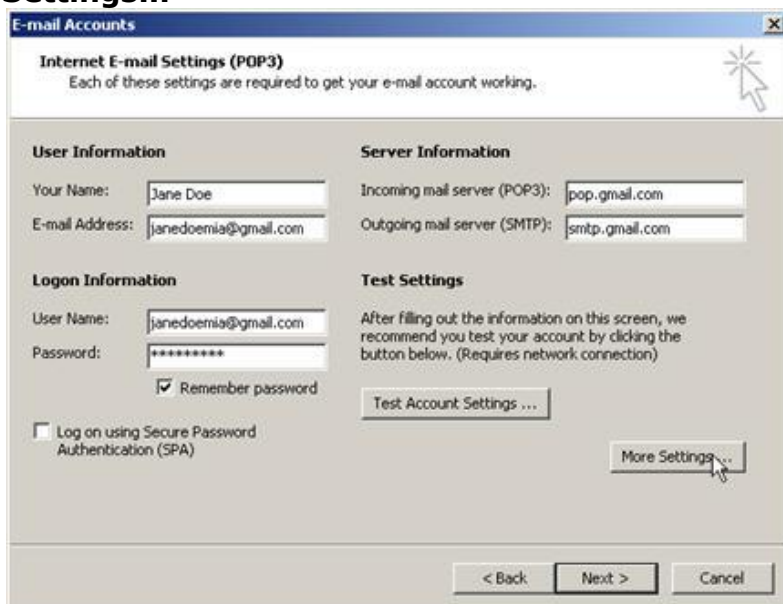 Settings...
E-mail Accounts
Internet E-mail Settings (POP3)
Each of these settings are required to get your e-mail account working.
User Information
Your Name: Jane Doe
E-mail Address: janedoemia@gmail.com
Logon Information
User Name: janedoemia@gmail.com
Password: *********
Remember password
Log on using Secure Password
Authentication (SPA)
Server Information
Incoming mail server (POP3): pop.gmail.com
Outgoing mail server (SMTP): smtp.gmail.com
Test Settings
After filling out the information on this screen, we
recommend you test your account by clicking the
button below. (Requires network connection)
Test Account Settings ...
More Settings ...
< Back Next > Cancel